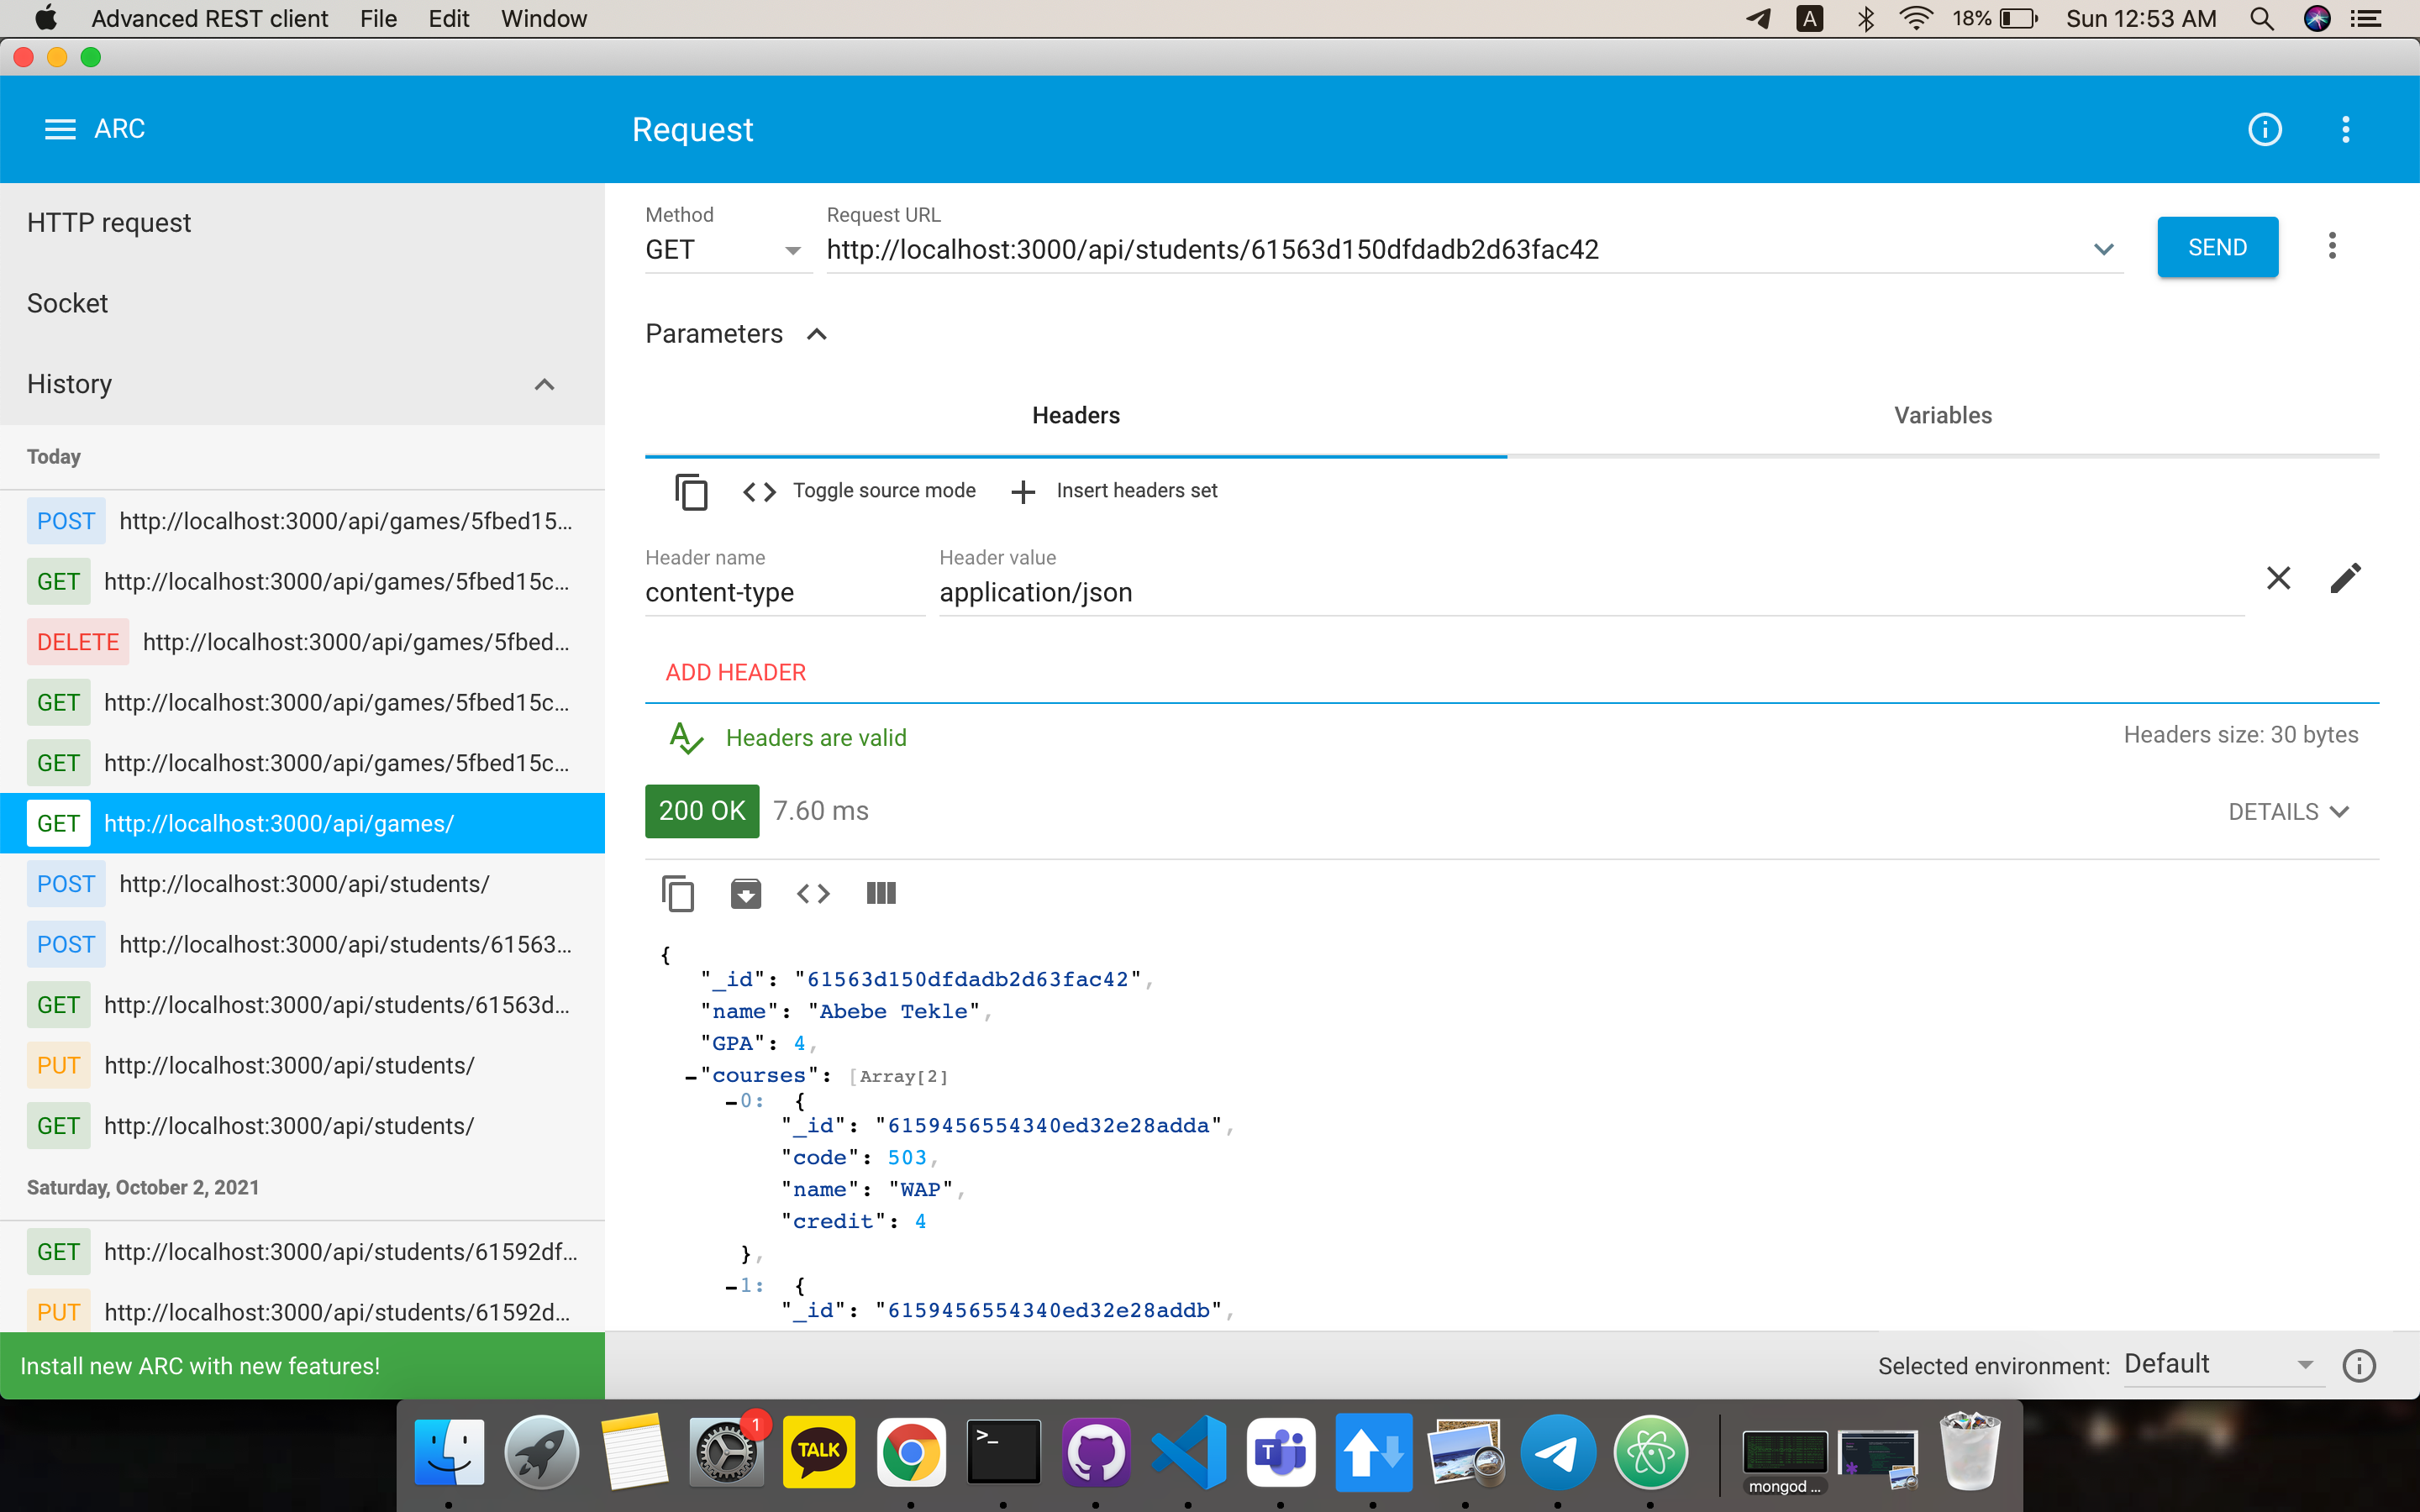 Advanced REST client File Edit Window A 18% Sun 12:53 AM
ARC
Request
HTTP request
Socket
History
Today
POST http://localhost:3000/api/games/5fbed15...
GET http://localhost:3000/api/games/5fbed15c...
DELETE http://localhost:3000/api/games/5fbed...
GET http://localhost:3000/api/games/5fbed15c...
GET http://localhost:3000/api/games/5fbed15c...
GET http://localhost:3000/api/games/
POST http://localhost:3000/api/students/
POST http://localhost:3000/api/students/61563...
GET http://localhost:3000/api/students/61563d...
PUT http://localhost:3000/api/students/
GET http://localhost:3000/api/students/
Saturday, October 2, 2021
GET http://localhost:3000/api/students/61592df...
PUT http://localhost:3000/api/students/61592d...
Install new ARC with new features!
Method Request URL
GET http://localhost:3000/api/students/61563d150dfdadb2d63fac42 SEND
Parameters
Headers Variables
Toggle source mode Insert headers set
Header name Header value
content-type application/json
ADD HEADER
Headers are valid Headers size: 30 bytes
200 OK 7.60 ms DETAILS
{
"_id": "61563d150dfdadb2d63fac42",
"name": "Abebe Tekle",
"GPA": 4,
-"courses": [Array[2]
-0: {
"_id": "6159456554340ed32e28adda",
"code": 503,
"name": "WAP",
"credit": 4
},
-1: {
"_id": "6159456554340ed32e28addb",
Selected environment: Default
1
TALK
>_
T
mongod ...